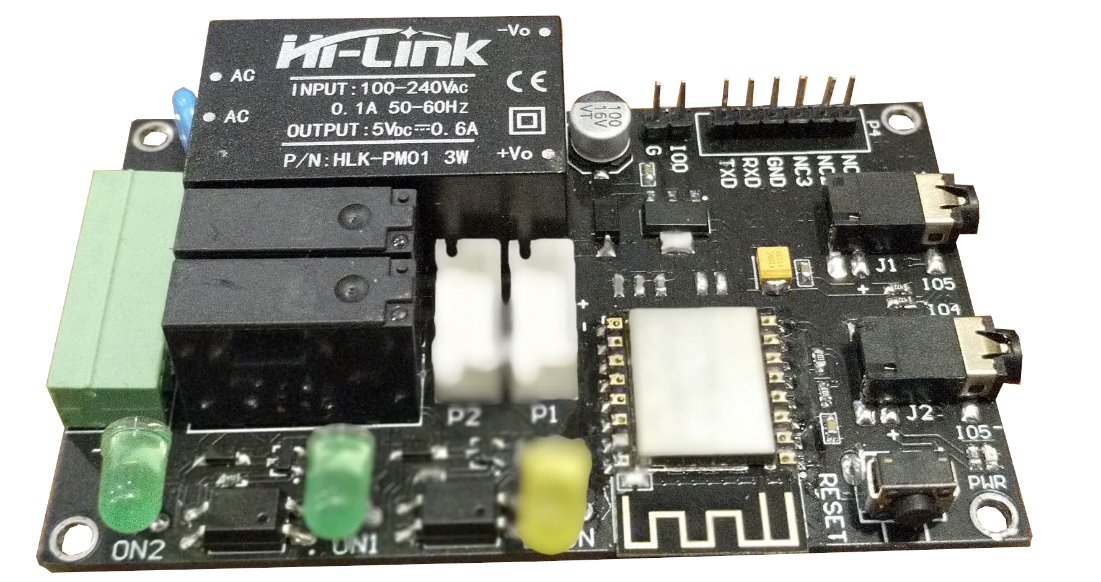 Hi-Link
-Vo
AC
AC
INPUT:100-240VAC
0.1A 50-60Hz
OUTPUT:5VDC 0.6A
P/N:HLK-PM01 3W
CE
+Vo
100
16V
VT
G
IO0
P4
TXD
RXD
GND
NC3
NC
J1
IO5
+
-
IO4
+
-
P2
P1
J2
IO5
+
PWR
RESET
ON2
ON1